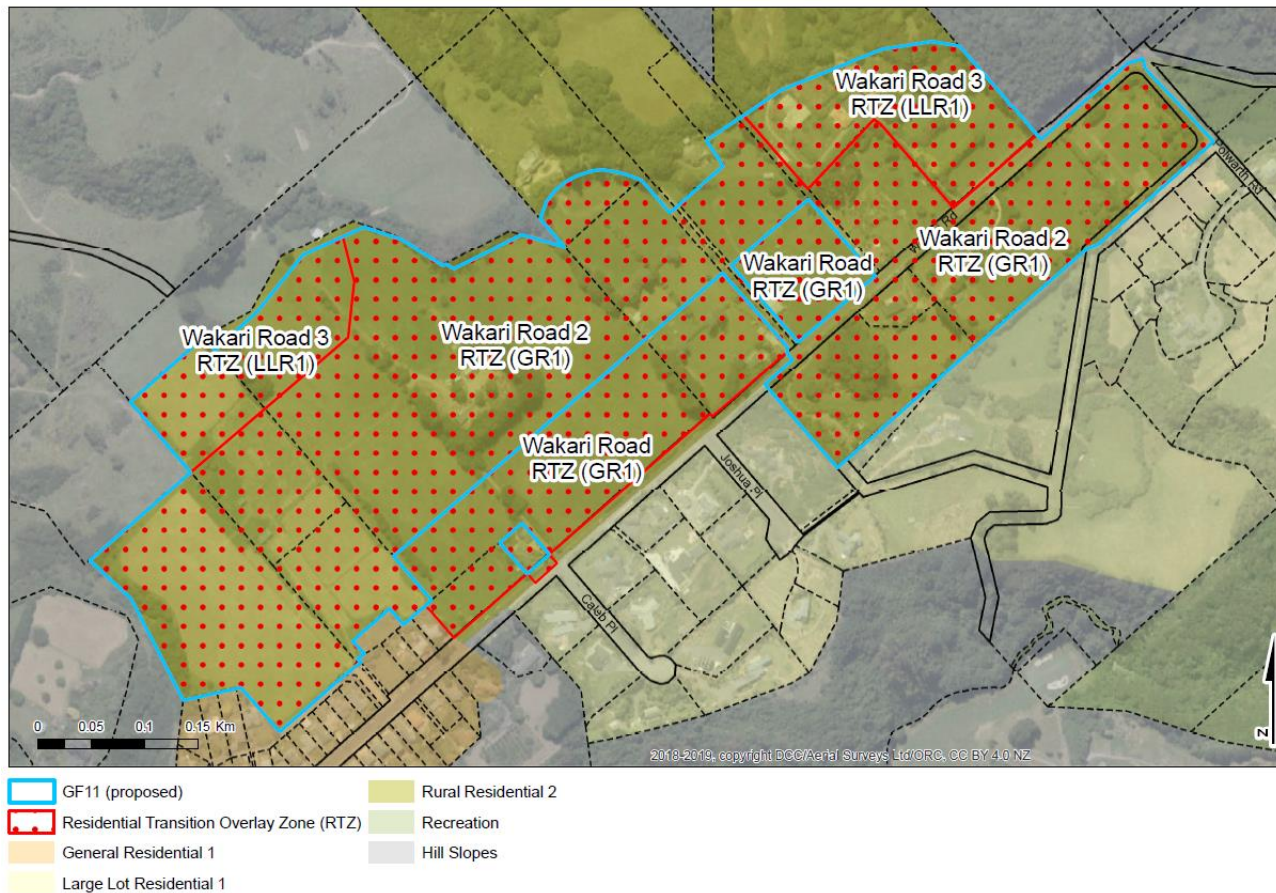 Wakari Road 3
RTZ (LLR1)
Polwarth Rd
Wakari Road 2
RTZ (GR1)
Wakari Road
RTZ (GR1)
Wakari Road 3
RTZ (LLR1)
Wakari Road 2
RTZ (GR1)
Wakari Road
RTZ (GR1)
Joshua Pl
Caleb Pl
0 0.05 0.1 0.15 Km
2018-2019, copyright DCC/Aerial Surveys Ltd/ORC, CC BY 4.0 NZ
N
GF11 (proposed)
Residential Transition Overlay Zone (RTZ)
General Residential 1
Large Lot Residential 1
Rural Residential 2
Recreation
Hill Slopes